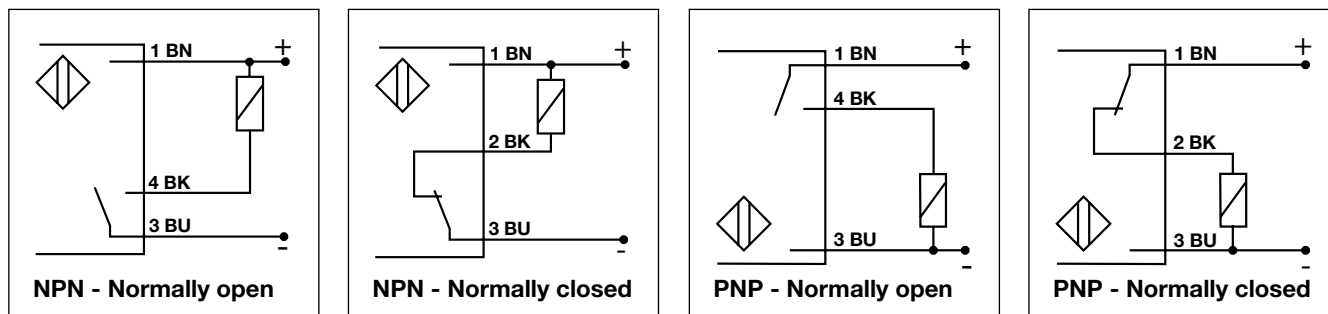 1 BN
+
4 BK
3 BU
-
NPN - Normally open
1 BN
+
2 BK
3 BU
-
NPN - Normally closed
1 BN
+
4 BK
3 BU
-
PNP - Normally open
1 BN
+
2 BK
3 BU
-
PNP - Normally closed